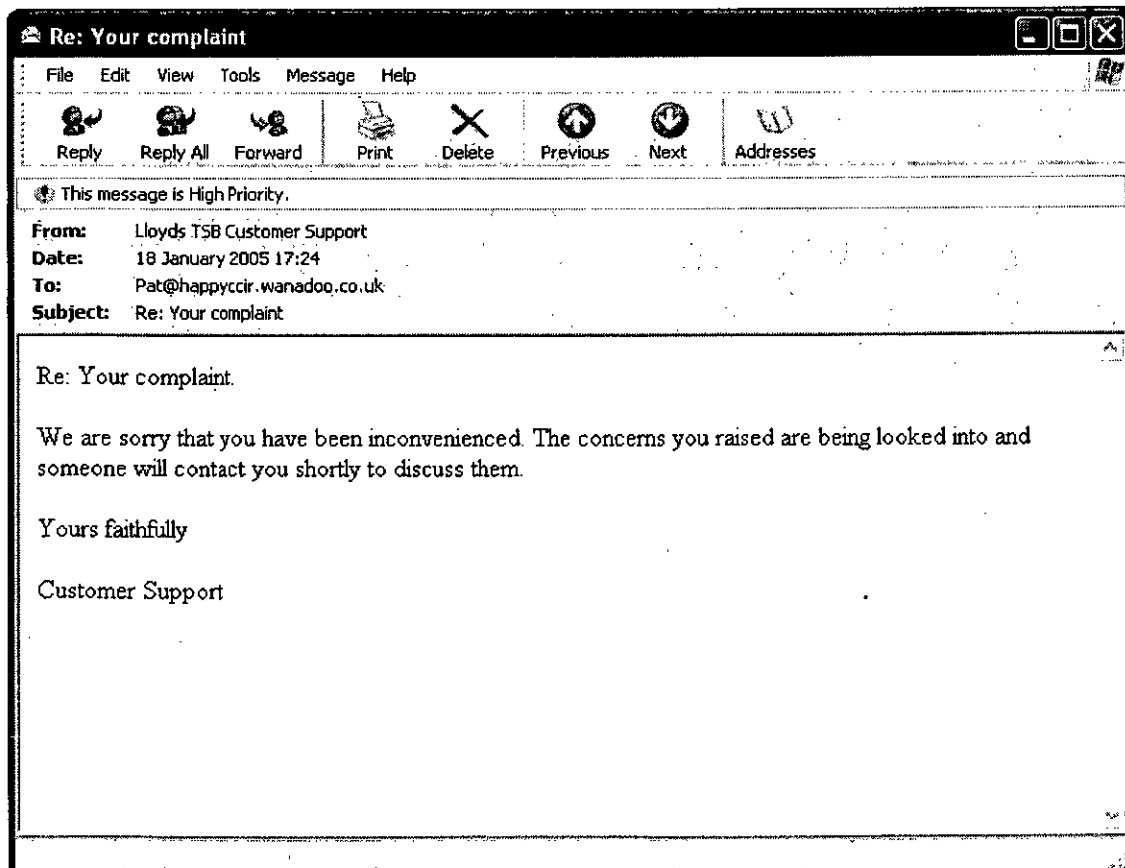 Re: Your complaint
File Edit View Tools Message Help
Reply Reply All Forward Print Delete Previous Next Addresses
This message is High Priority.
From: Lloyds TSB Customer Support
Date: 18 January 2005 17:24
To: Pat@happyccir.wanadoo.co.uk
Subject: Re: Your complaint
Re: Your complaint.
We are sorry that you have been inconvenienced. The concerns you raised are being looked into and
someone will contact you shortly to discuss them.
Yours faithfully
Customer Support